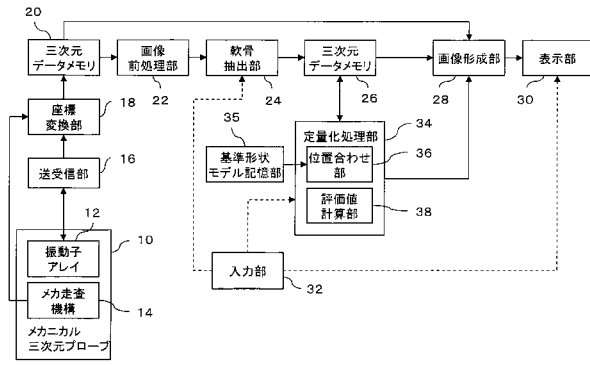 20
三次元
データメモリ
画像
前処理部
22
軟骨
抽出部
24
三次元
データメモリ
26
画像形成部
28
表示部
30
18
座標
変換部
35
基準形状
モデル記憶部
定量化処理部
34
位置合わせ
部
36
評価値
計算部
38
16
送受信部
12
10
振動子
アレイ
メカ走査
機構
14
メカニカル
三次元プローブ
入力部
32